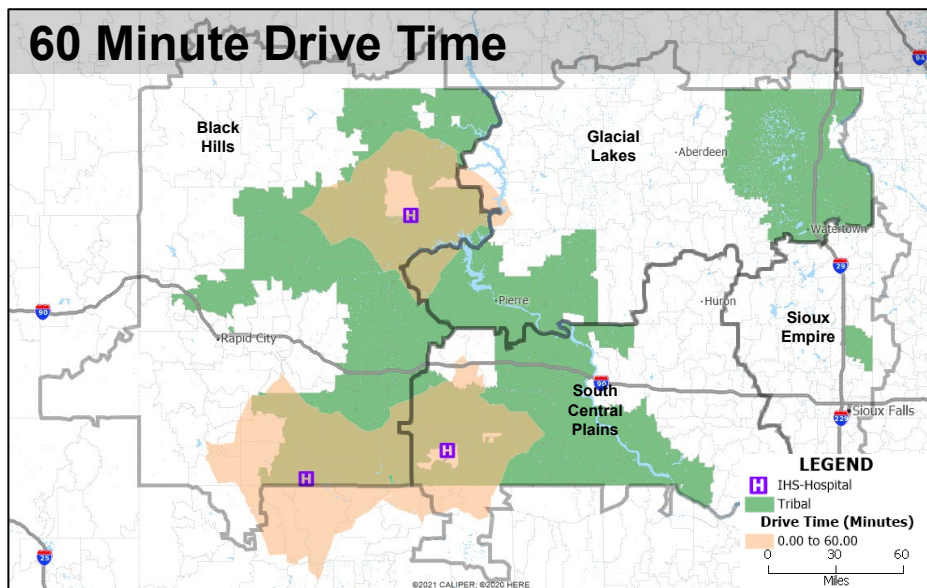 60 Minute Drive Time
94
Black
Hills
Glacial
Lakes
Aberdeen
H
Watertown
29
90
Pierre
Huron
Sioux
Empire
Rapid City
90
South
Central
Plains
Sioux Falls
229
H
H
LEGEND
H IHS-Hospital
Tribal
Drive Time (Minutes)
0.00 to 60.00
0 30 60
Miles
25
©2021 CALIPER; ©2020 HERE